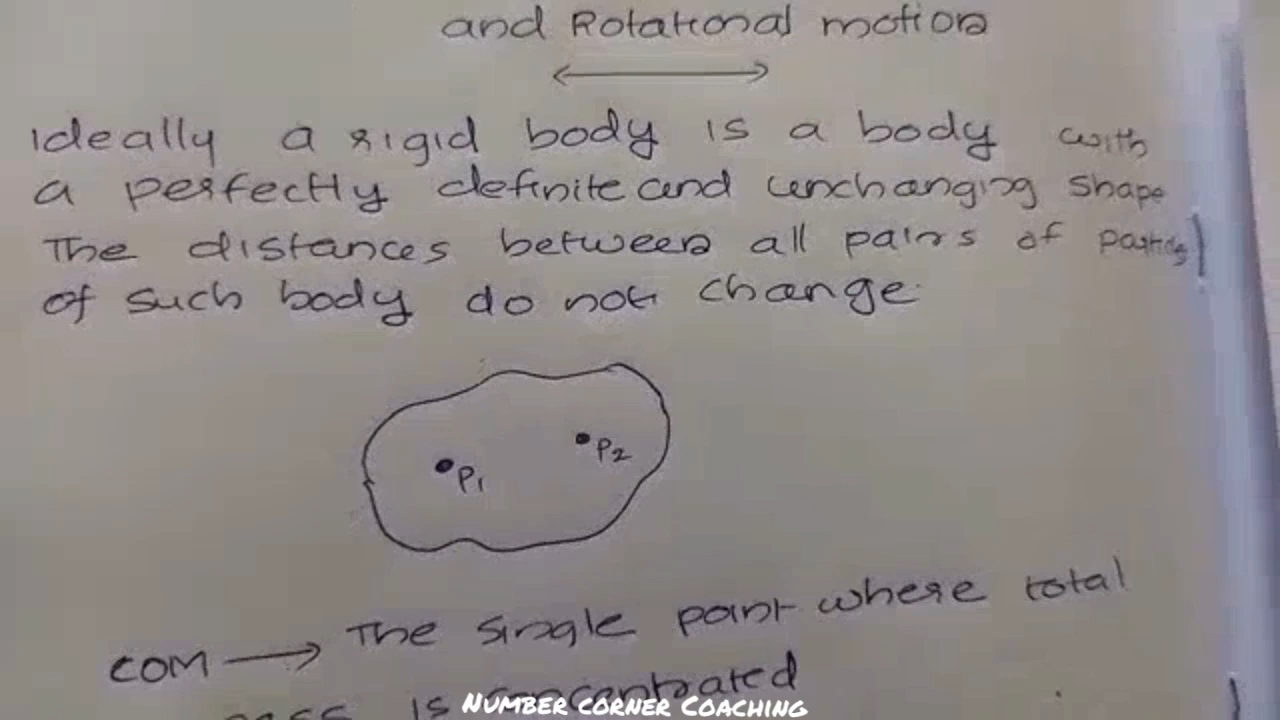 and Rotational motion
Ideally a rigid body is a body with
a perfectly definite and unchanging shape
The distances between all pairs of particles
of such body do not change.
P1
P2
COM → The single point where total
mass is concentrated
NUMBER CORNER COACHING